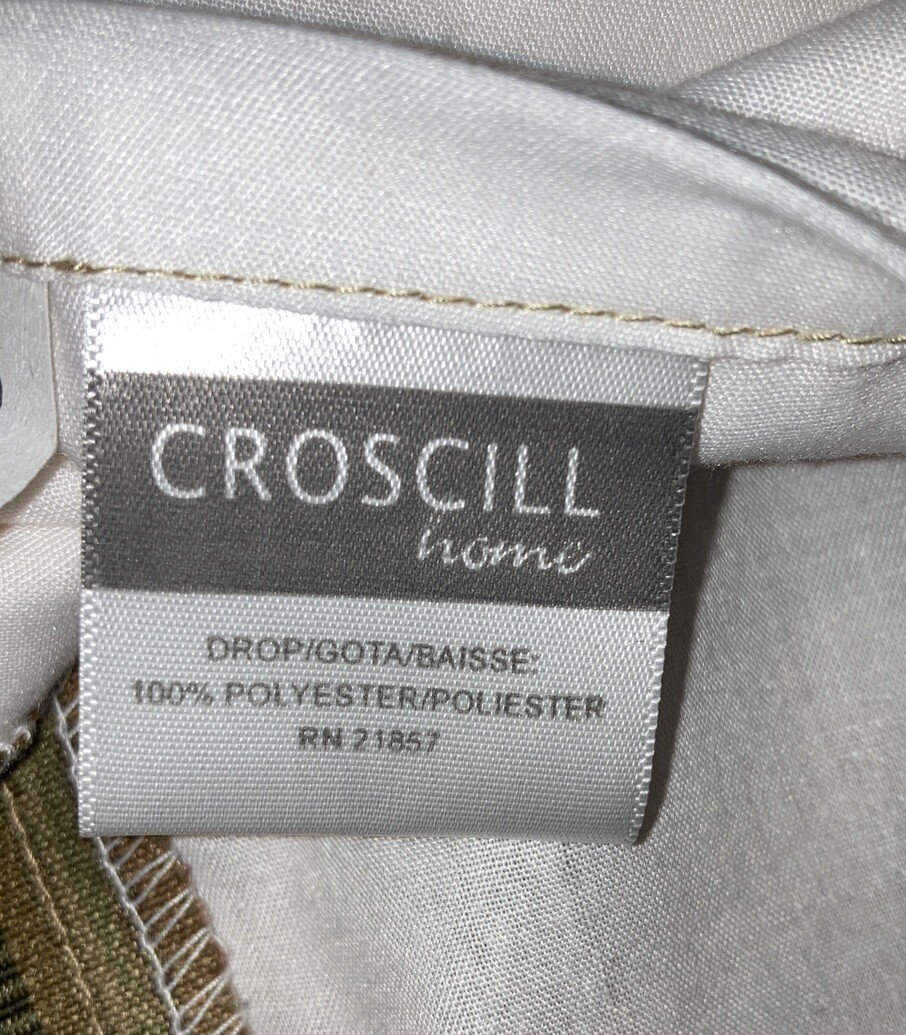 CROSCILL
home
DROP/GOTA/BAISSE:
100% POLYESTER/POLIESTER
RN 21857